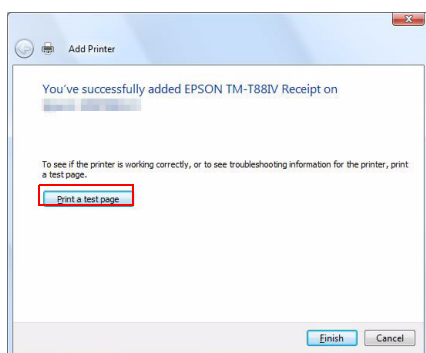 Add Printer
You've successfully added EPSON TM-T88IV Receipt on
To see if the printer is working correctly, or to see troubleshooting information for the printer, print
a test page.
Print a test page
Finish Cancel